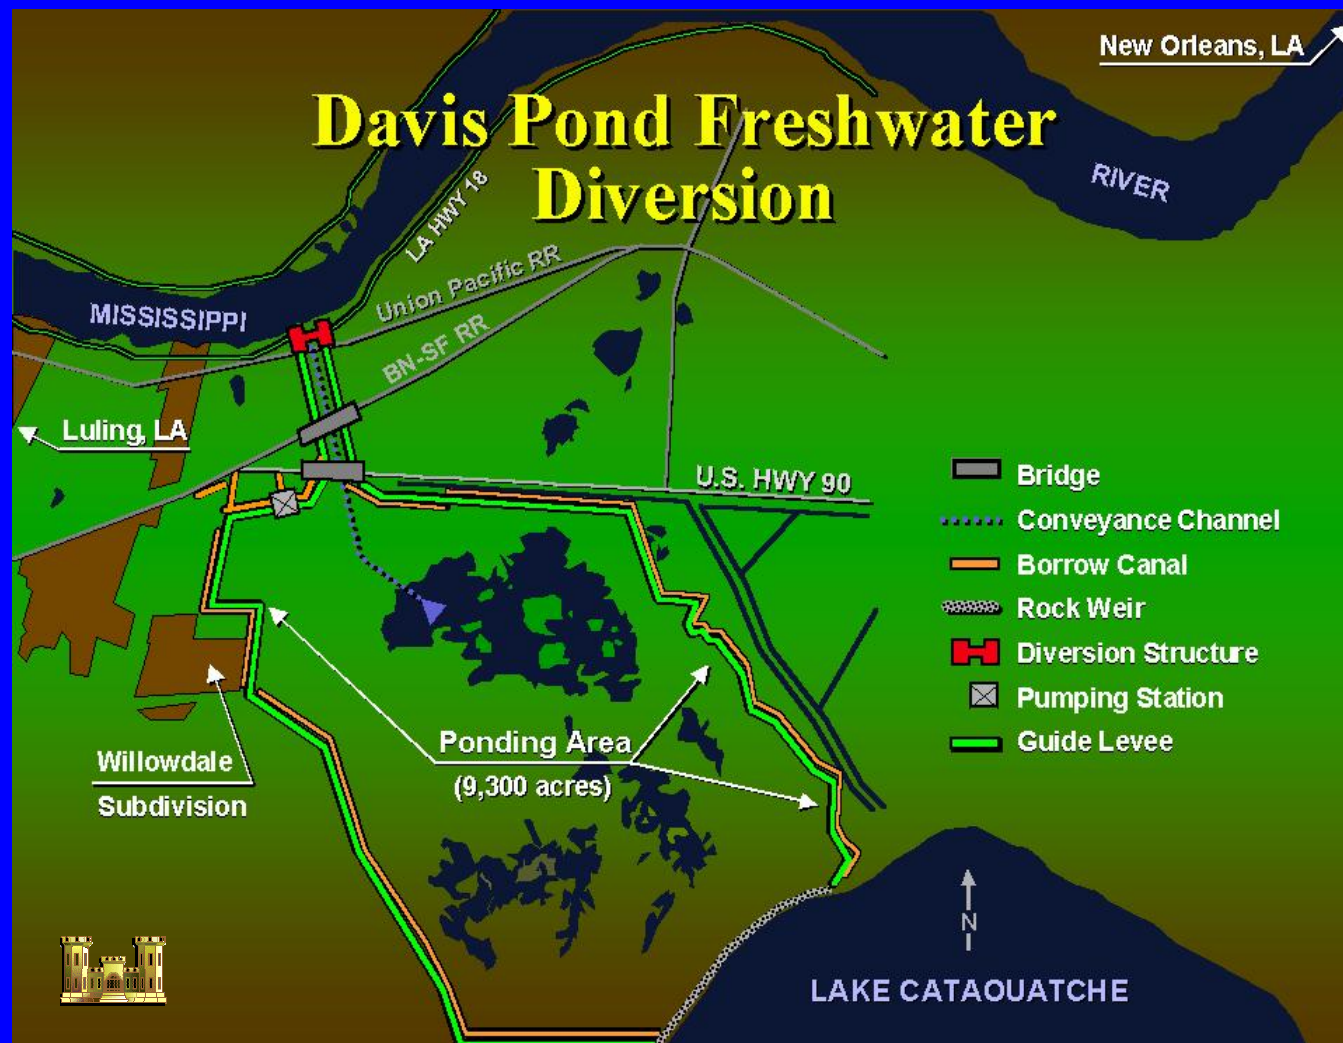 New Orleans, LA
Davis Pond Freshwater
Diversion
RIVER
LA HWY 18
Union Pacific RR
MISSISSIPPI
BN-SF RR
Luling, LA
U.S. HWY 90
Bridge
Conveyance Channel
Borrow Canal
Rock Weir
Diversion Structure
Pumping Station
Guide Levee
Ponding Area
(9,300 acres)
Willowdale
Subdivision
N
LAKE CATAOUATCHE